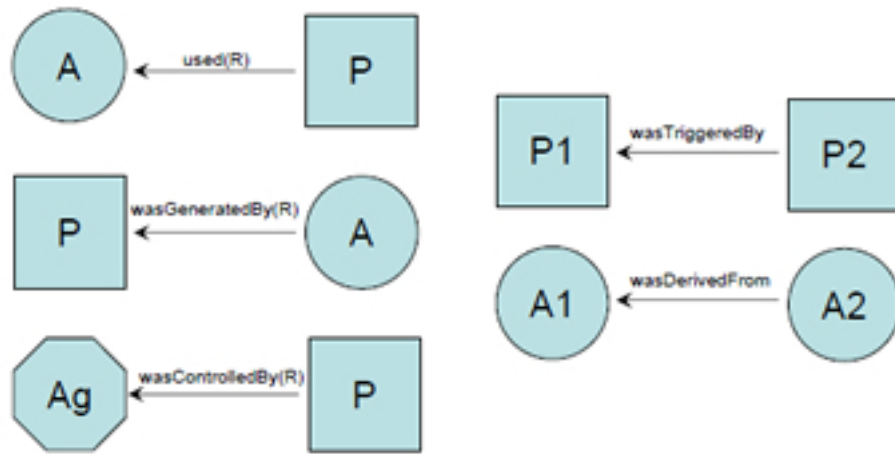 A used(R) P
P wasGeneratedBy(R) A
Ag wasControlledBy(R) P
P1 wasTriggeredBy P2
A1 wasDerivedFrom A2